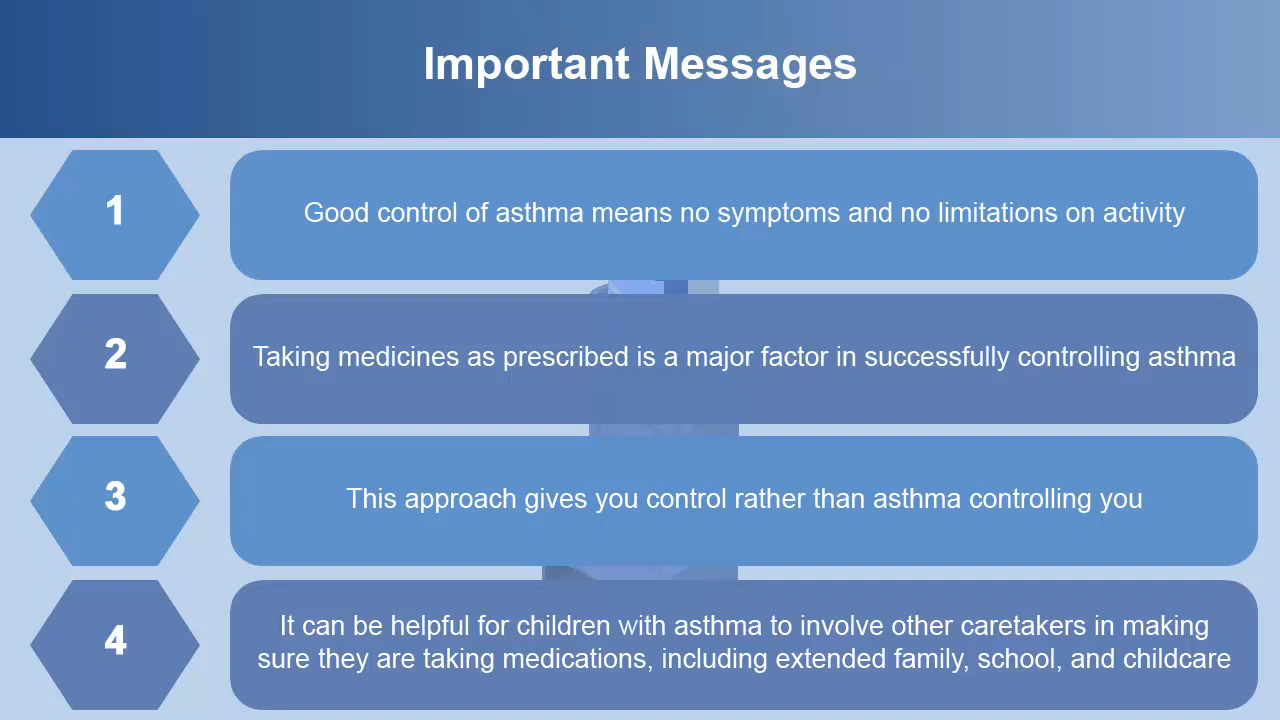 Important Messages
1
Good control of asthma means no symptoms and no limitations on activity
2
Taking medicines as prescribed is a major factor in successfully controlling asthma
3
This approach gives you control rather than asthma controlling you
4
It can be helpful for children with asthma to involve other caretakers in making
sure they are taking medications, including extended family, school, and childcare